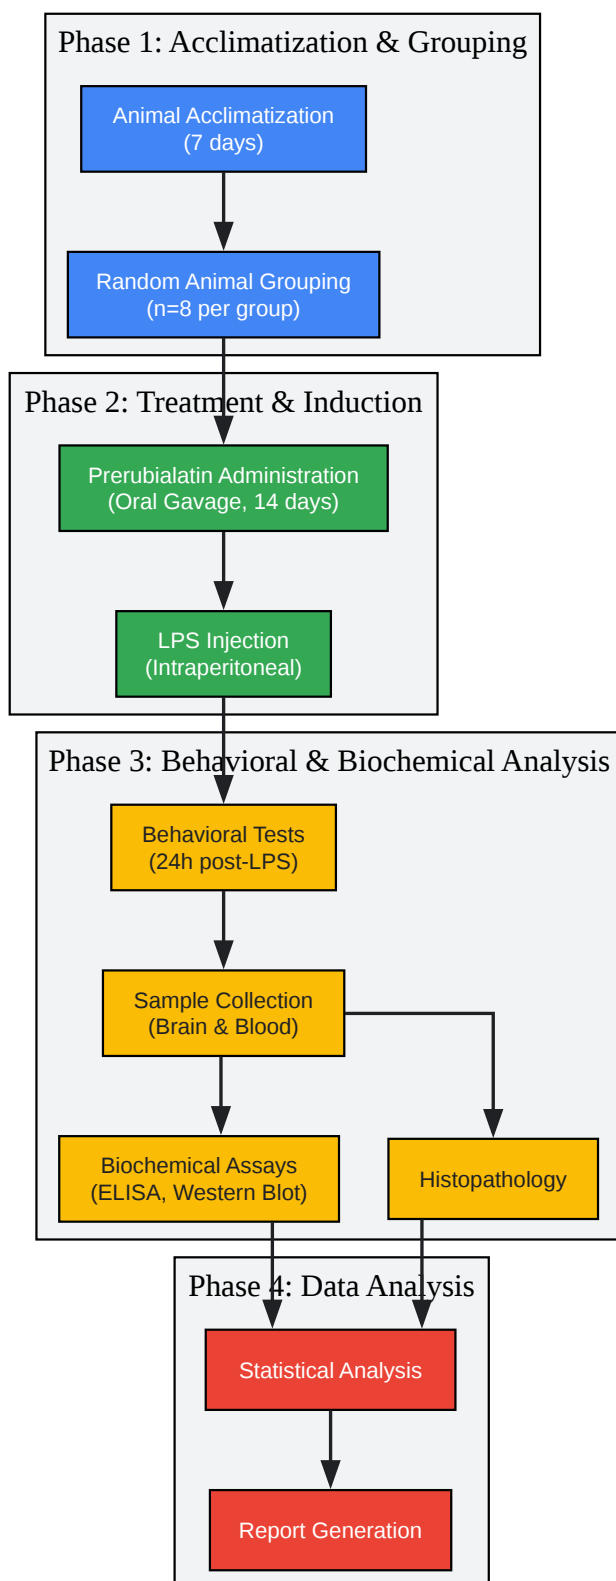 Phase 1: Acclimatization & Grouping
Animal Acclimatization
(7 days)
Random Animal Grouping
(n=8 per group)
Phase 2: Treatment & Induction
Prerubialatin Administration
(Oral Gavage, 14 days)
LPS Injection
(Intraperitoneal)
Phase 3: Behavioral & Biochemical Analysis
Behavioral Tests
(24h post-LPS)
Sample Collection
(Brain & Blood)
Biochemical Assays
(ELISA, Western Blot)
Histopathology
Phase 4: Data Analysis
Statistical Analysis
Report Generation